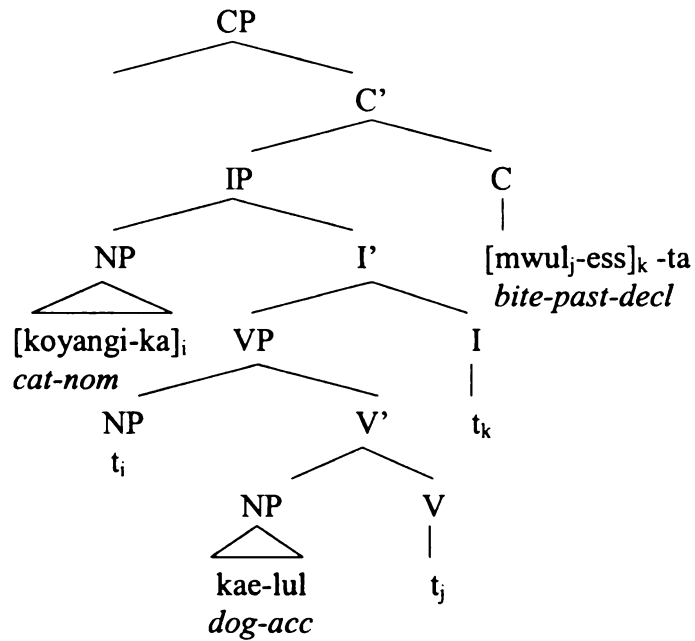 CP
C’
IP C
NP I’ [mwulⱼ-ess]ₖ -ta
bite-past-decl
[koyangi-ka]ᵢ VP I
cat-nom
NP V’ tₖ
tᵢ
NP V
kae-lul tⱼ
dog-acc